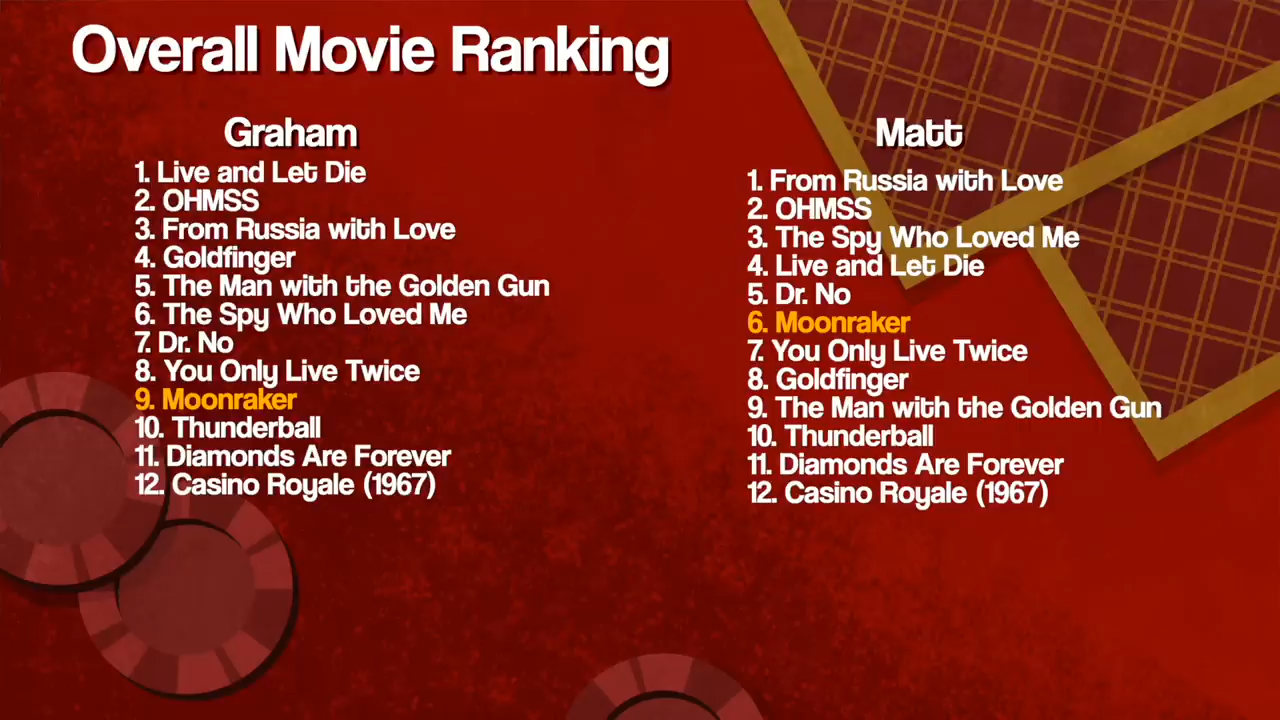 Overall Movie Ranking
Graham
1. Live and Let Die
2. OHMSS
3. From Russia with Love
4. Goldfinger
5. The Man with the Golden Gun
6. The Spy Who Loved Me
7. Dr. No
8. You Only Live Twice
9. Moonraker
10. Thunderball
11. Diamonds Are Forever
12. Casino Royale (1967)
Matt
1. From Russia with Love
2. OHMSS
3. The Spy Who Loved Me
4. Live and Let Die
5. Dr. No
6. Moonraker
7. You Only Live Twice
8. Goldfinger
9. The Man with the Golden Gun
10. Thunderball
11. Diamonds Are Forever
12. Casino Royale (1967)